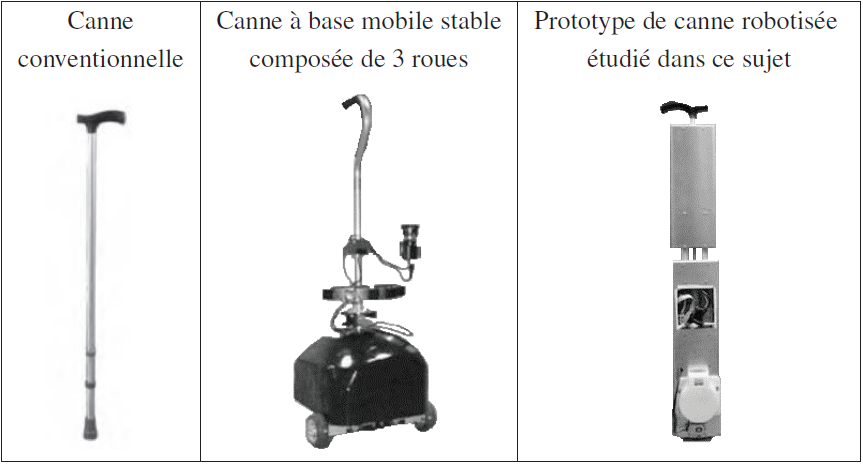 Canne
conventionnelle
Canne à base mobile stable
composée de 3 roues
Prototype de canne robotisée
étudié dans ce sujet